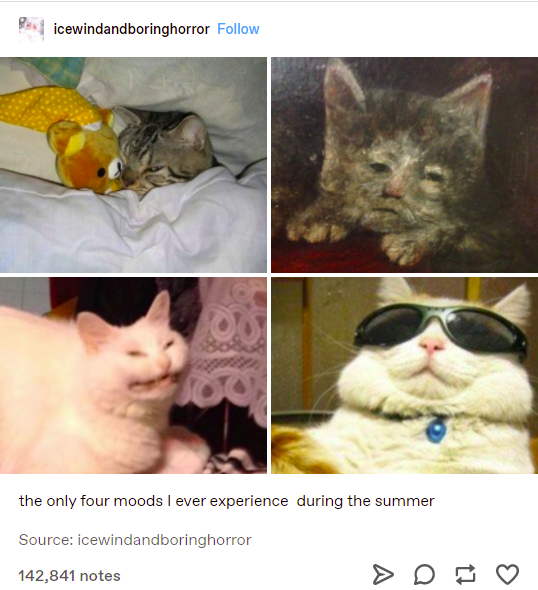 icewindandboringhorror Follow
the only four moods I ever experience  during the summer
Source: icewindandboringhorror
142,841 notes